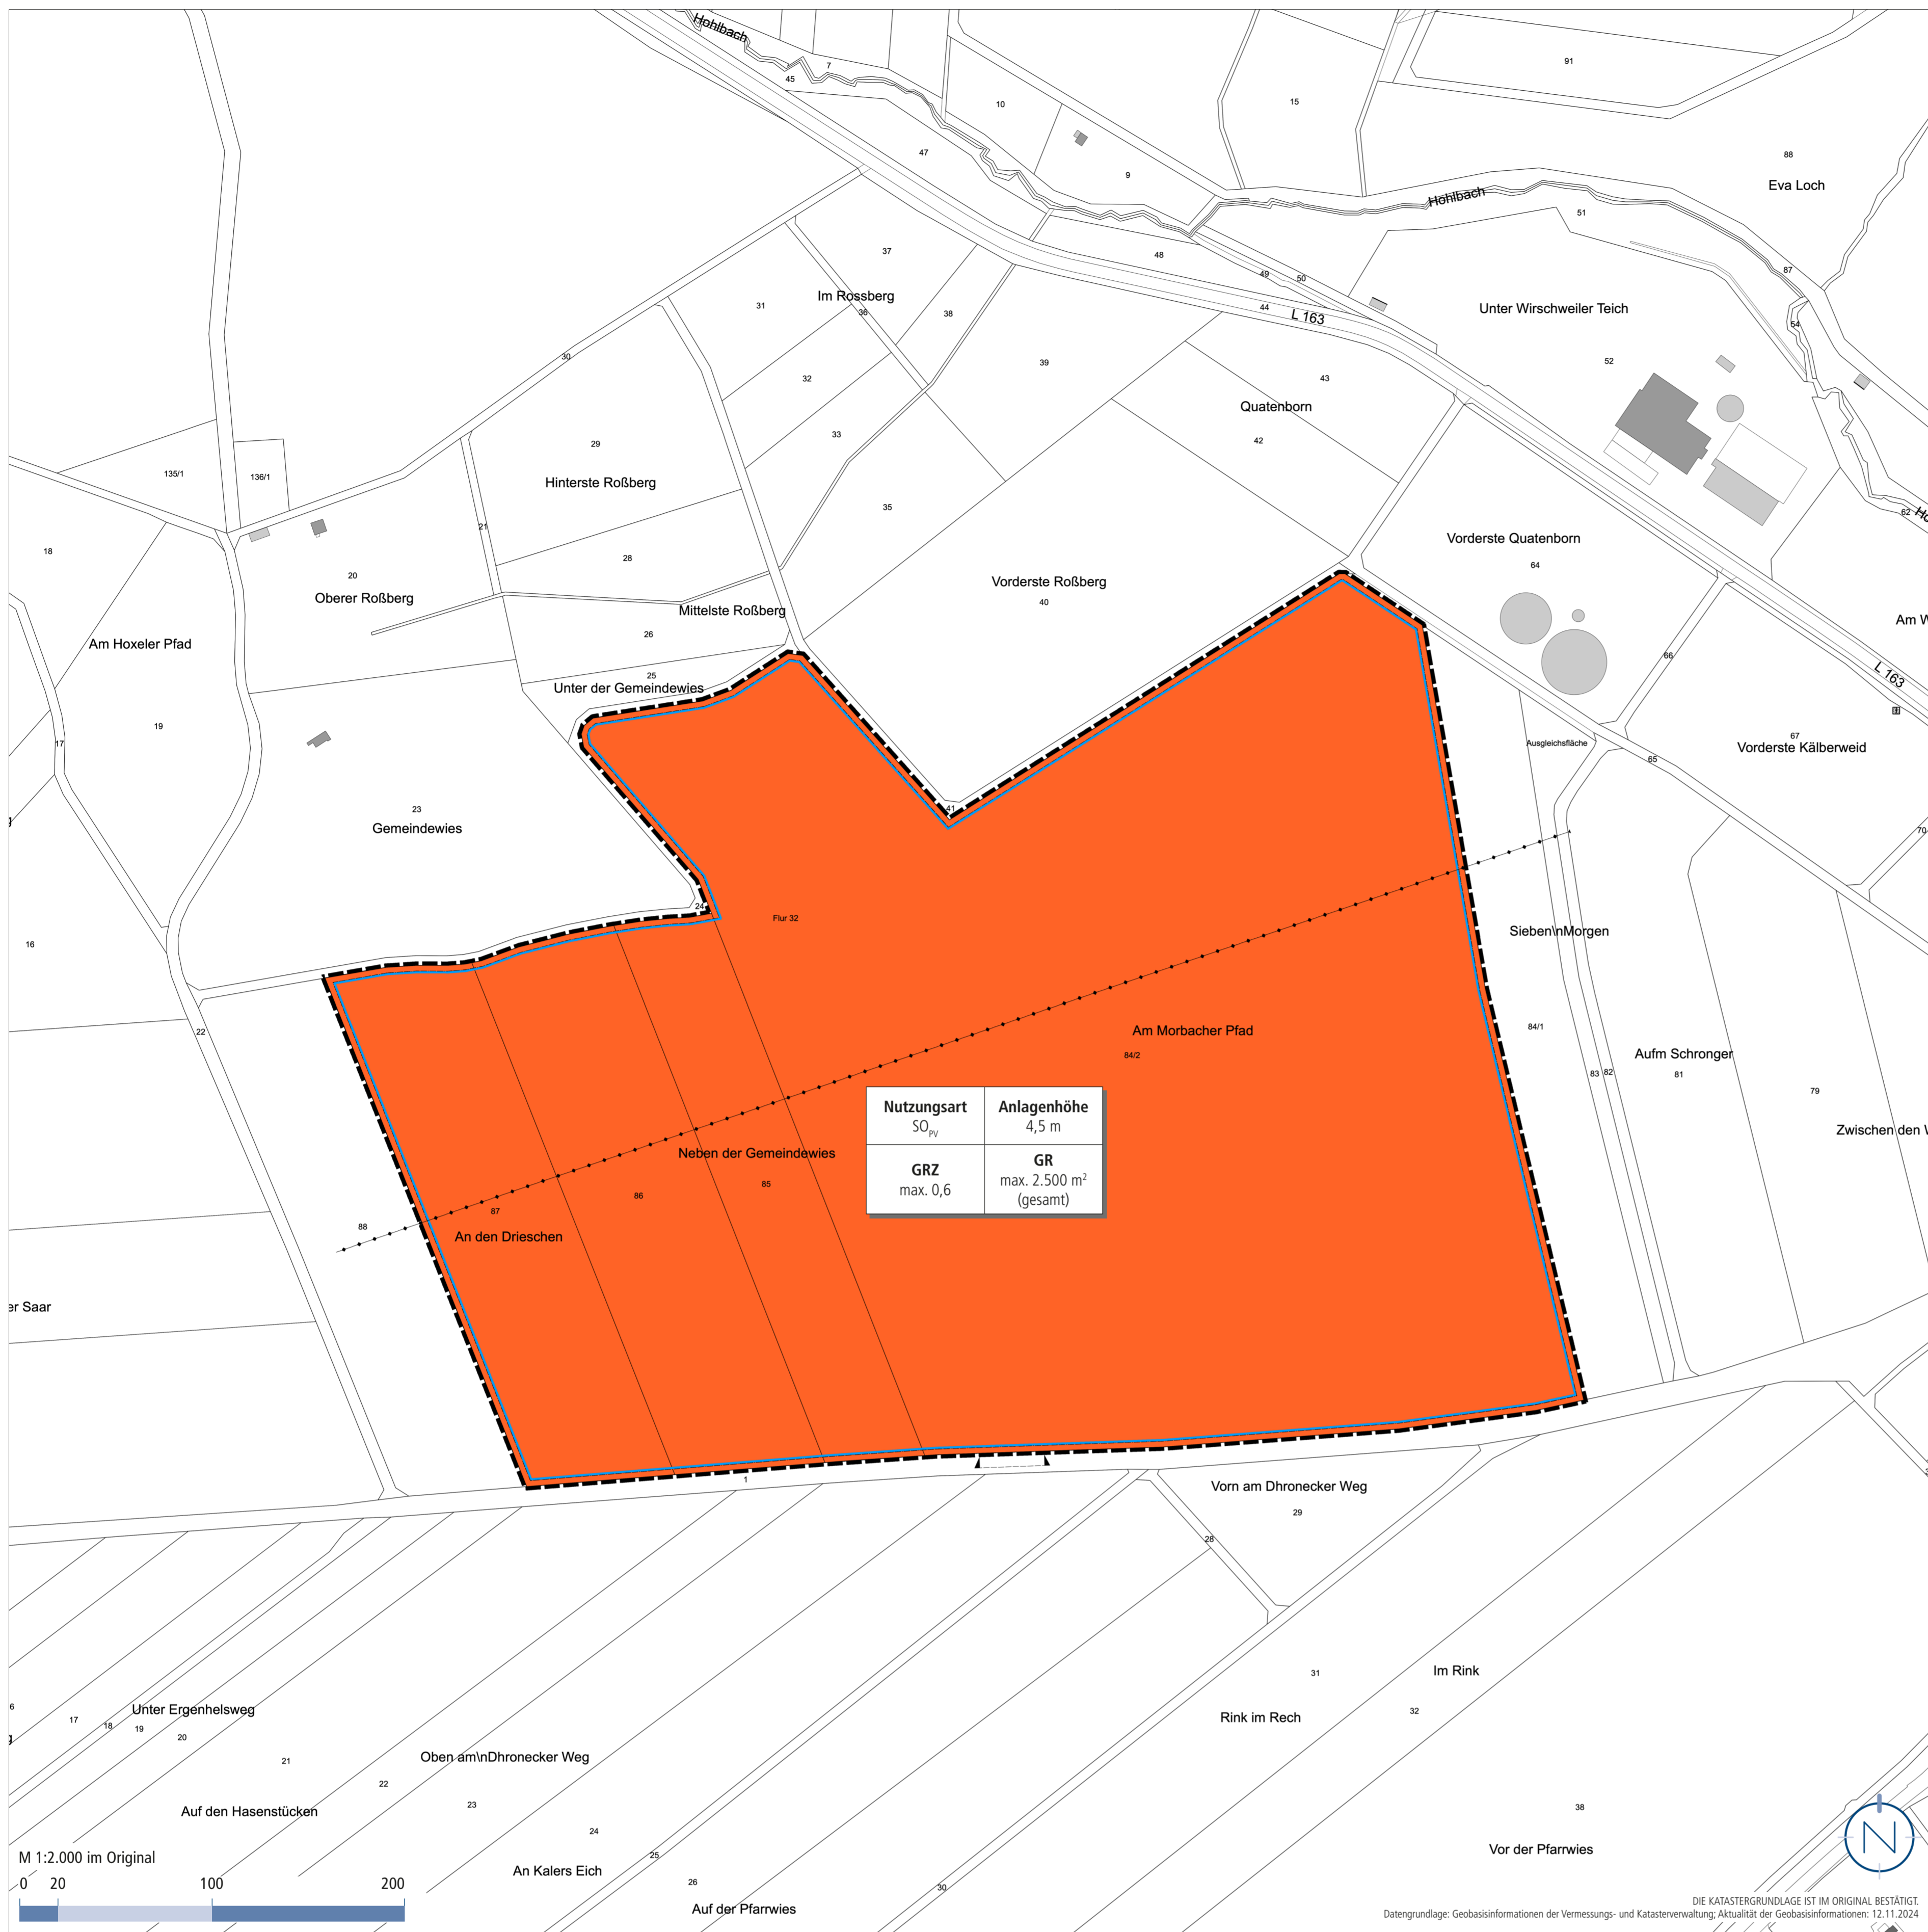 Hohlbach
7
45
10
47
9
15
91
88
Eva Loch
Hohlbach
51
87
37
Im Rossberg
31
36
38
48
49
50
44
L 163
Unter Wirschweiler Teich
52
54
30
32
39
43
Quatenborn
42
33
29
Hinterste Roßberg
135/1
136/1
21
35
62
18
28
20
Oberer Roßberg
Vorderste Quatenborn
64
Vorderste Roßberg
40
Mittelste Roßberg
26
Am Hoxeler Pfad
66
L 163
25
Unter der Gemeindewies
19
17
Ausgleichsfläche
67
Vorderste Kälberweid
65
41
23
Gemeindewies
70
24
Flur 32
16
Sieben\nMorgen
22
Am Morbacher Pfad
84/2
84/1
Aufm Schronger
81
83
82
79
Zwischen den
Nutzungsart
SOPV
Anlagenhöhe
4,5 m
GRZ
max. 0,6
GR
max. 2.500 m²
(gesamt)
Neben der Gemeindewies
85
86
87
An den Drieschen
88
er Saar
1
Vorn am Dhronecker Weg
29
28
31
Im Rink
32
Rink im Rech
6
17
18
19
20
Unter Ergenhelsweg
21
Oben am\nDhronecker Weg
22
23
Auf den Hasenstücken
24
38
Vor der Pfarrwies
25
An Kalers Eich
26
30
Auf der Pfarrwies
M 1:2.000 im Original
0 20 100 200
N
DIE KATASTERGRUNDLAGE IST IM ORIGINAL BESTÄTIGT.
Datengrundlage: Geobasisinformationen der Vermessungs- und Katasterverwaltung; Aktualität der Geobasisinformationen: 12.11.2024